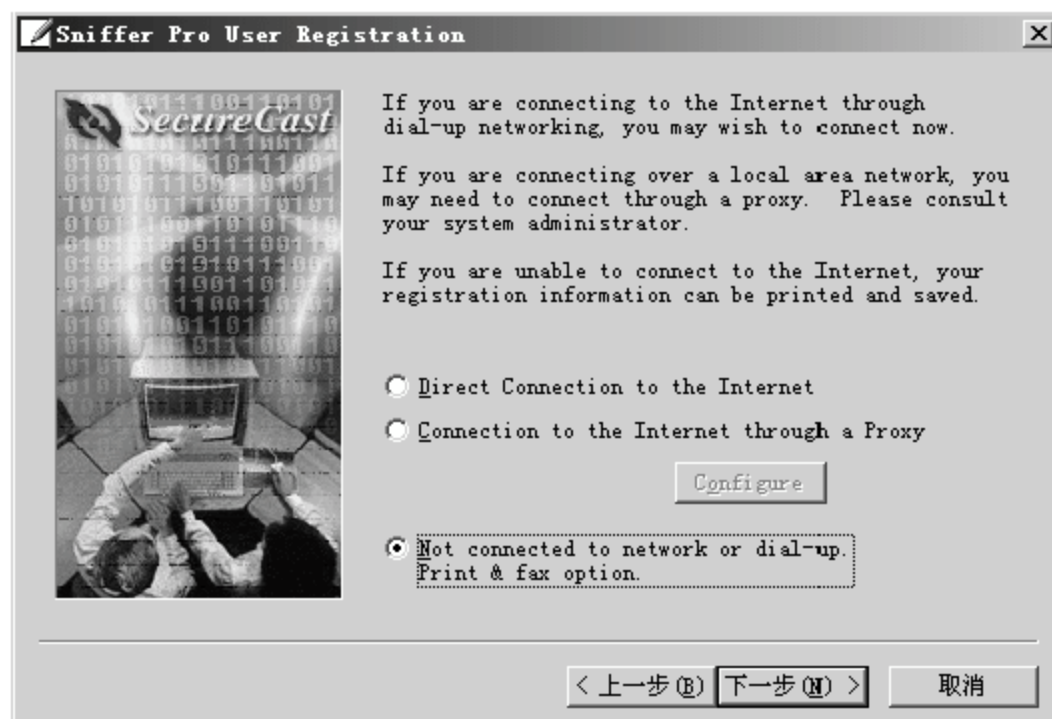 Sniffer Pro User Registration
SecureCast
If you are connecting to the Internet through
dial-up networking, you may wish to connect now.
If you are connecting over a local area network, you
may need to connect through a proxy. Please consult
your system administrator.
If you are unable to connect to the Internet, your
registration information can be printed and saved.
Direct Connection to the Internet
Connection to the Internet through a Proxy
Configure
Not connected to network or dial-up.
Print & fax option.
< 上一步(B) 下一步(N) > 取消